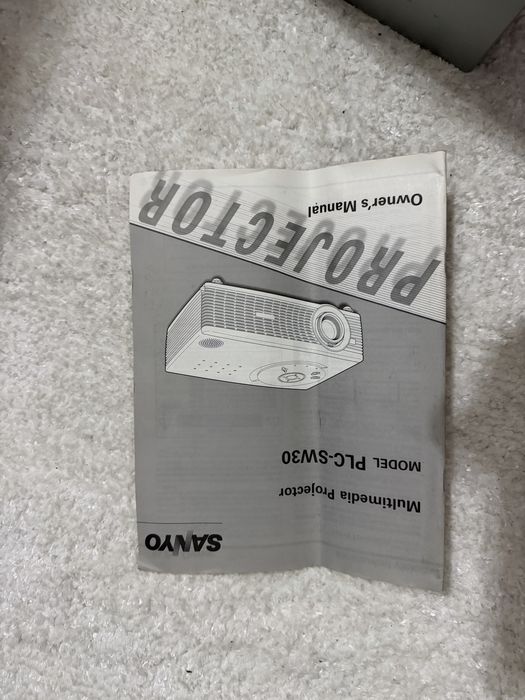 SANYO
Multimedia Projector
MODEL PLC-SW30
PROJECTOR
Owner's Manual